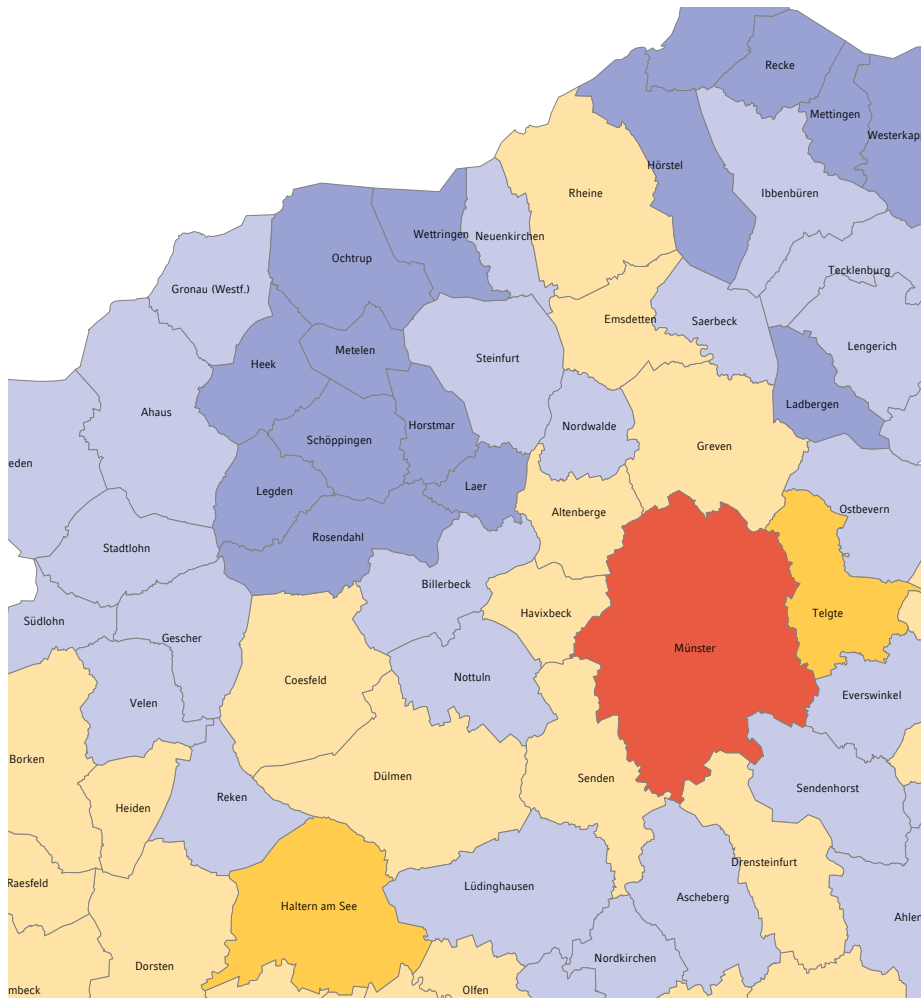 Recke
Mettingen
Westerkap
Hörstel
Rheine
Ibbenbüren
Wettringen
Neuenkirchen
Ochtrup
Tecklenburg
Gronau (Westf.)
Emsdetten
Saerbeck
Lengerich
Metelen
Steinfurt
Heek
Ladbergen
Ahaus
Horstmar
Nordwalde
Schöppingen
Greven
eden
Laer
Legden
Ostbevern
Altenberge
Rosendahl
Stadtlohn
Billerbeck
Havixbeck
Telgte
Südlohn
Gescher
Münster
Nottuln
Coesfeld
Everswinkel
Velen
Borken
Dülmen
Senden
Sendenhorst
Reken
Heiden
Drensteinfurt
Raesfeld
Lüdinghausen
Ascheberg
Haltern am See
Ahlen
Nordkirchen
Dorsten
mbeck
Olfen